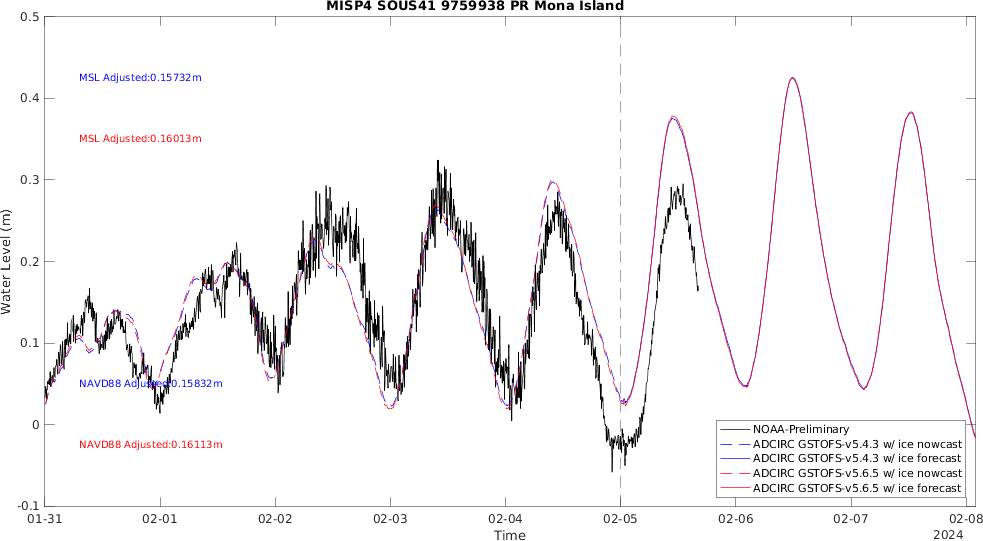 MISP4 SOUS41 9759938 PR Mona Island
Water Level (m)
0.5
0.4
0.3
0.2
0.1
0
-0.1
MSL Adjusted:0.15732m
MSL Adjusted:0.16013m
NAVD88 Adjusted:0.15832m
NAVD88 Adjusted:0.16113m
NOAA-Preliminary
ADCIRC GSTOFS-v5.4.3 w/ ice nowcast
ADCIRC GSTOFS-v5.4.3 w/ ice forecast
ADCIRC GSTOFS-v5.6.5 w/ ice nowcast
ADCIRC GSTOFS-v5.6.5 w/ ice forecast
01-31 02-01 02-02 02-03 02-04 02-05 02-06 02-07 02-08
Time
2024